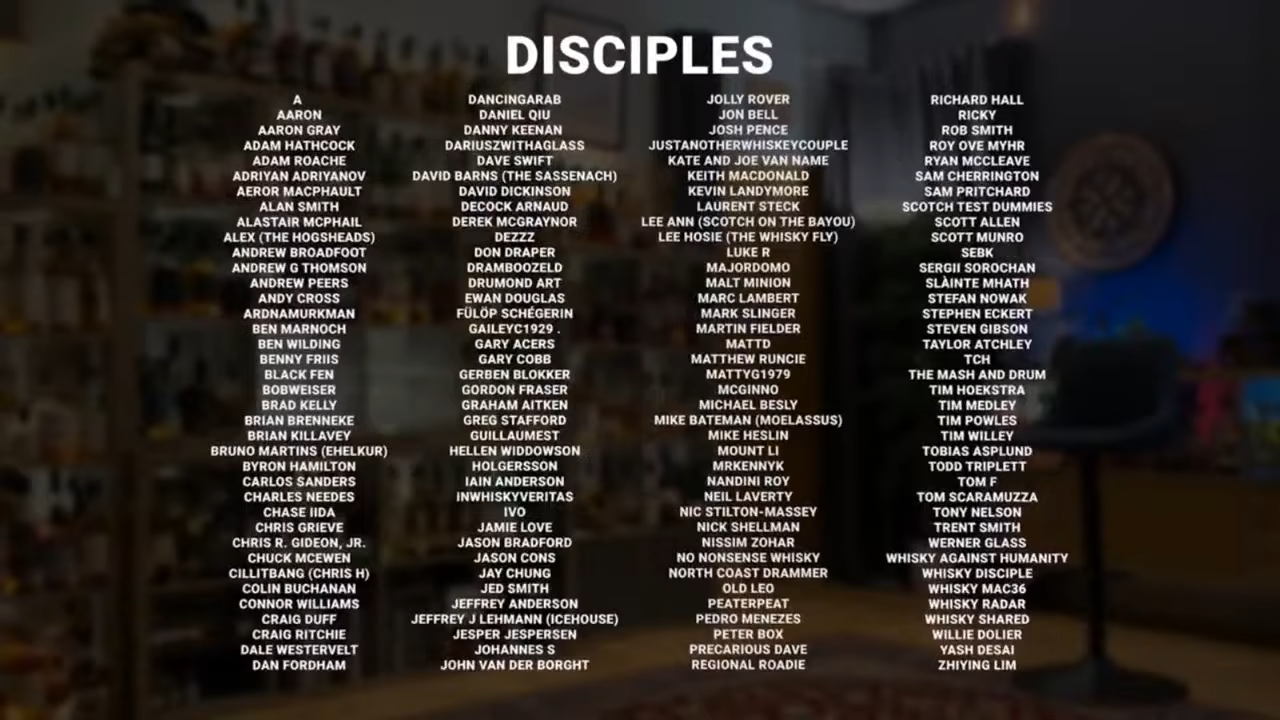 DISCIPLES
A
AARON
AARON GRAY
ADAM HATHCOCK
ADAM ROACHE
ADRIYAN ADRIYANOV
AEROR MACPHAULT
ALAN SMITH
ALASTAIR MCPHAIL
ALEX (THE HOGSHEADS)
ANDREW BROADFOOT
ANDREW G THOMSON
ANDREW PEERS
ANDY CROSS
ARDNAMURKMAN
BEN MARNOCH
BEN WILDING
BENNY FRIIS
BLACK FEN
BOBWEISER
BRAD KELLY
BRIAN BRENNEKE
BRIAN KILLAVEY
BRUNO MARTINS (EHELKUR)
BYRON HAMILTON
CARLOS SANDERS
CHARLES NEEDES
CHASE IIDA
CHRIS GRIEVE
CHRIS R. GIDEON, JR.
CHUCK MCEWEN
CILLITBANG (CHRIS H)
COLIN BUCHANAN
CONNOR WILLIAMS
CRAIG DUFF
CRAIG RITCHIE
DALE WESTERVELT
DAN FORDHAM
DANCINGARAB
DANIEL QIU
DANNY KEENAN
DARIUSZWITHAGLASS
DAVE SWIFT
DAVID BARNS (THE SASSENACH)
DAVID DICKINSON
DECOCK ARNAUD
DEREK MCGRAYNOR
DEZZZ
DON DRAPER
DRAMBOOZELD
DRUMOND ART
EWAN DOUGLAS
FÜLÖP SCHÉGERIN
GAILEYC1929 .
GARY ACERS
GARY COBB
GERBEN BLOKKER
GORDON FRASER
GRAHAM AITKEN
GREG STAFFORD
GUILLAUMEST
HELLEN WIDDOWSON
HOLGERSSON
IAIN ANDERSON
INWHISKYVERITAS
IVO
JAMIE LOVE
JASON BRADFORD
JASON CONS
JAY CHUNG
JED SMITH
JEFFREY ANDERSON
JEFFREY J LEHMANN (ICEHOUSE)
JESPER JESPERSEN
JOHANNES S
JOHN VAN DER BORGHT
JOLLY ROVER
JON BELL
JOSH PENCE
JUSTANOTHERWHISKEYCOUPLE
KATE AND JOE VAN NAME
KEITH MACDONALD
KEVIN LANDYMORE
LAURENT STECK
LEE ANN (SCOTCH ON THE BAYOU)
LEE HOSIE (THE WHISKY FLY)
LUKE R
MAJORDOMO
MALT MINION
MARC LAMBERT
MARK SLINGER
MARTIN FIELDER
MATTD
MATTHEW RUNCIE
MATTYG1979
MCGINNO
MICHAEL BESLY
MIKE BATEMAN (MOELASSUS)
MIKE HESLIN
MOUNT LI
MRKENNYK
NANDINI ROY
NEIL LAVERTY
NIC STILTON-MASSEY
NICK SHELLMAN
NISSIM ZOHAR
NO NONSENSE WHISKY
NORTH COAST DRAMMER
OLD LEO
PEATERPEAT
PEDRO MENEZES
PETER BOX
PRECARIOUS DAVE
REGIONAL ROADIE
RICHARD HALL
RICKY
ROB SMITH
ROY OVE MYHR
RYAN MCCLEAVE
SAM CHERRINGTON
SAM PRITCHARD
SCOTCH TEST DUMMIES
SCOTT ALLEN
SCOTT MUNRO
SEBK
SERGII SOROCHAN
SLÀINTE MHATH
STEFAN NOWAK
STEPHEN ECKERT
STEVEN GIBSON
TAYLOR ATCHLEY
TCH
THE MASH AND DRUM
TIM HOEKSTRA
TIM MEDLEY
TIM POWLES
TIM WILLEY
TOBIAS ASPLUND
TODD TRIPLETT
TOM F
TOM SCARAMUZZA
TONY NELSON
TRENT SMITH
WERNER GLASS
WHISKY AGAINST HUMANITY
WHISKY DISCIPLE
WHISKY MAC36
WHISKY RADAR
WHISKY SHARED
WILLIE DOLIER
YASH DESAI
ZHIYING LIM